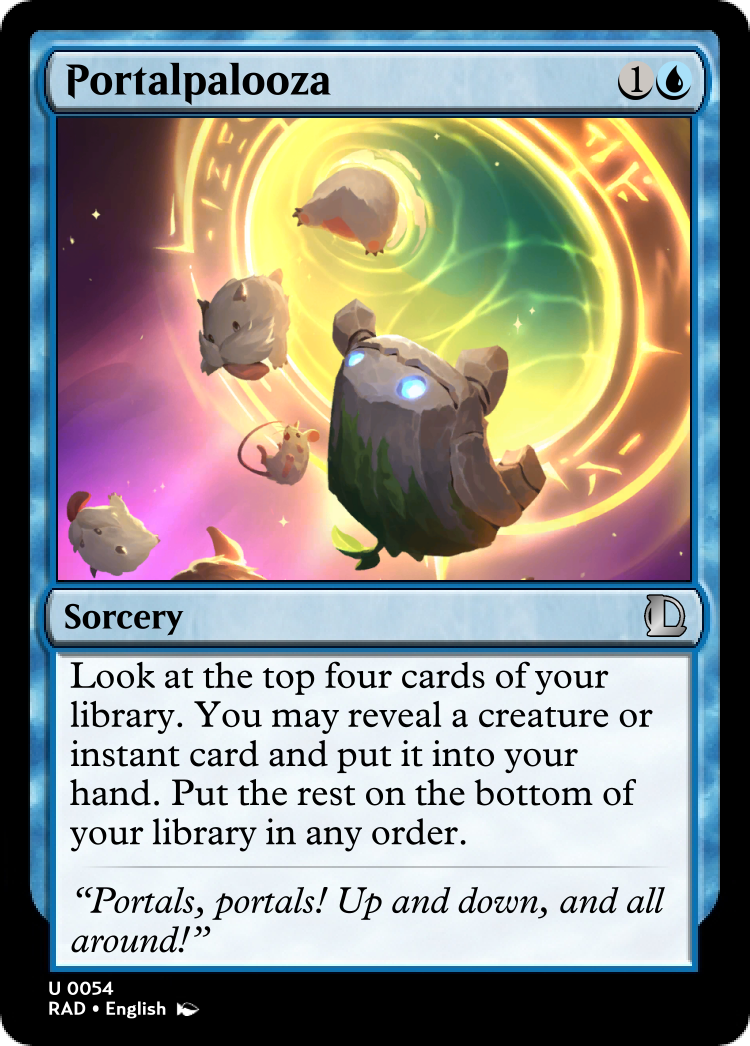 Portalpalooza 1
Sorcery
Look at the top four cards of your
library. You may reveal a creature or
instant card and put it into your
hand. Put the rest on the bottom of
your library in any order.
“Portals, portals! Up and down, and all
around!”
U 0054
RAD • English